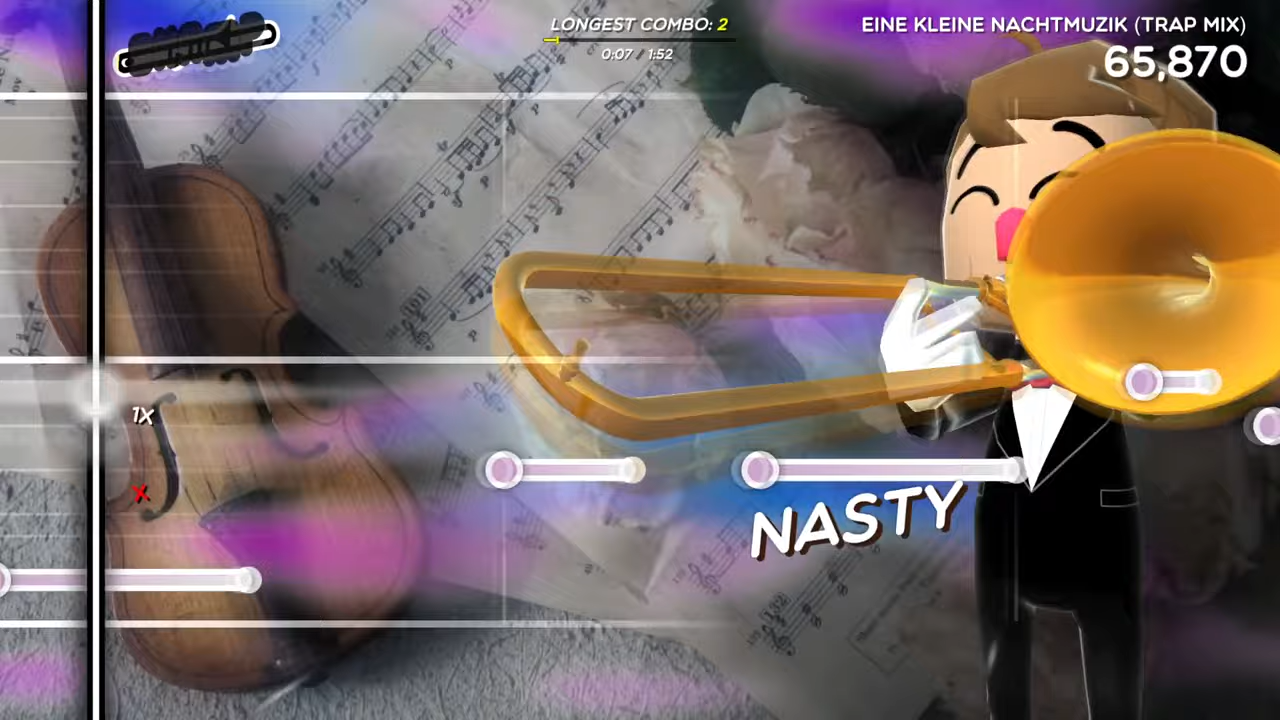 LONGEST COMBO: 2
0:07 / 1:52
EINE KLEINE NACHTMUZIK (TRAP MIX)
65,870
1X
X
NASTY